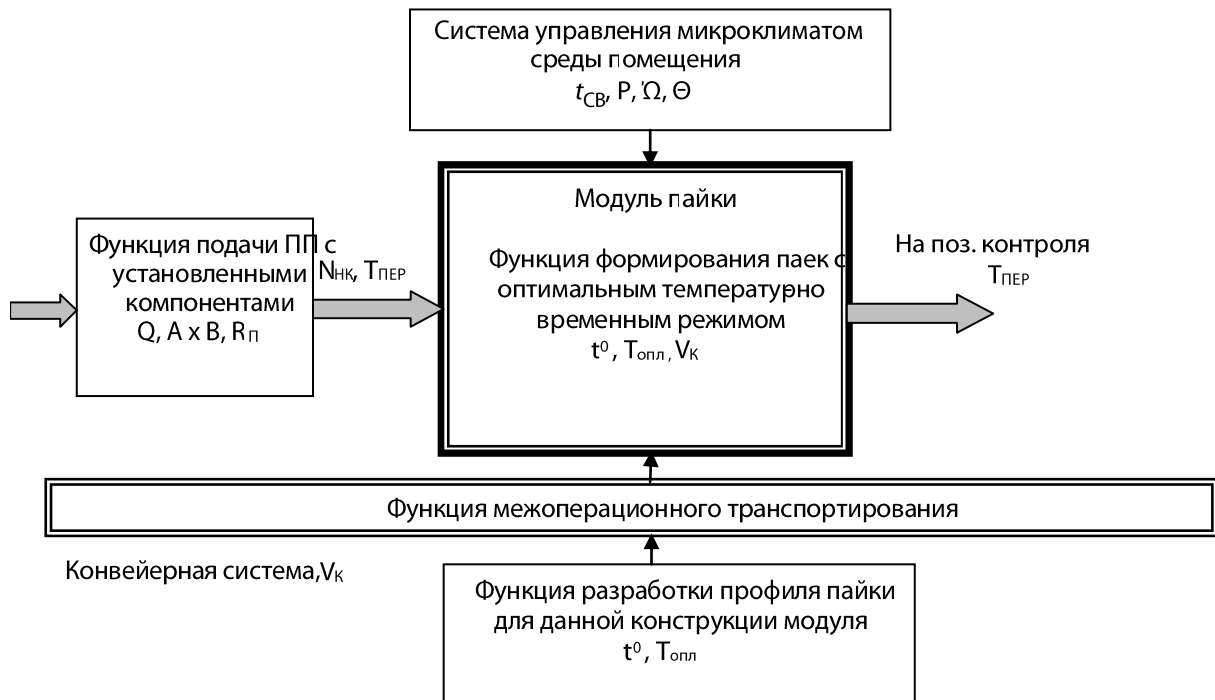 Система управления микроклиматом
среды помещения
tСВ, Р, Ώ, Θ
Модуль пайки
Функция формирования паек с
оптимальным температурно
временным режимом
t⁰, Tопл, VК
Функция подачи ПП с
установленными
компонентами
Q, A x B, RП
NНК, TПЕР
На поз. контроля
TПЕР
Функция межоперационного транспортирования
Конвейерная система,VК
Функция разработки профиля пайки
для данной конструкции модуля
t⁰, Tопл